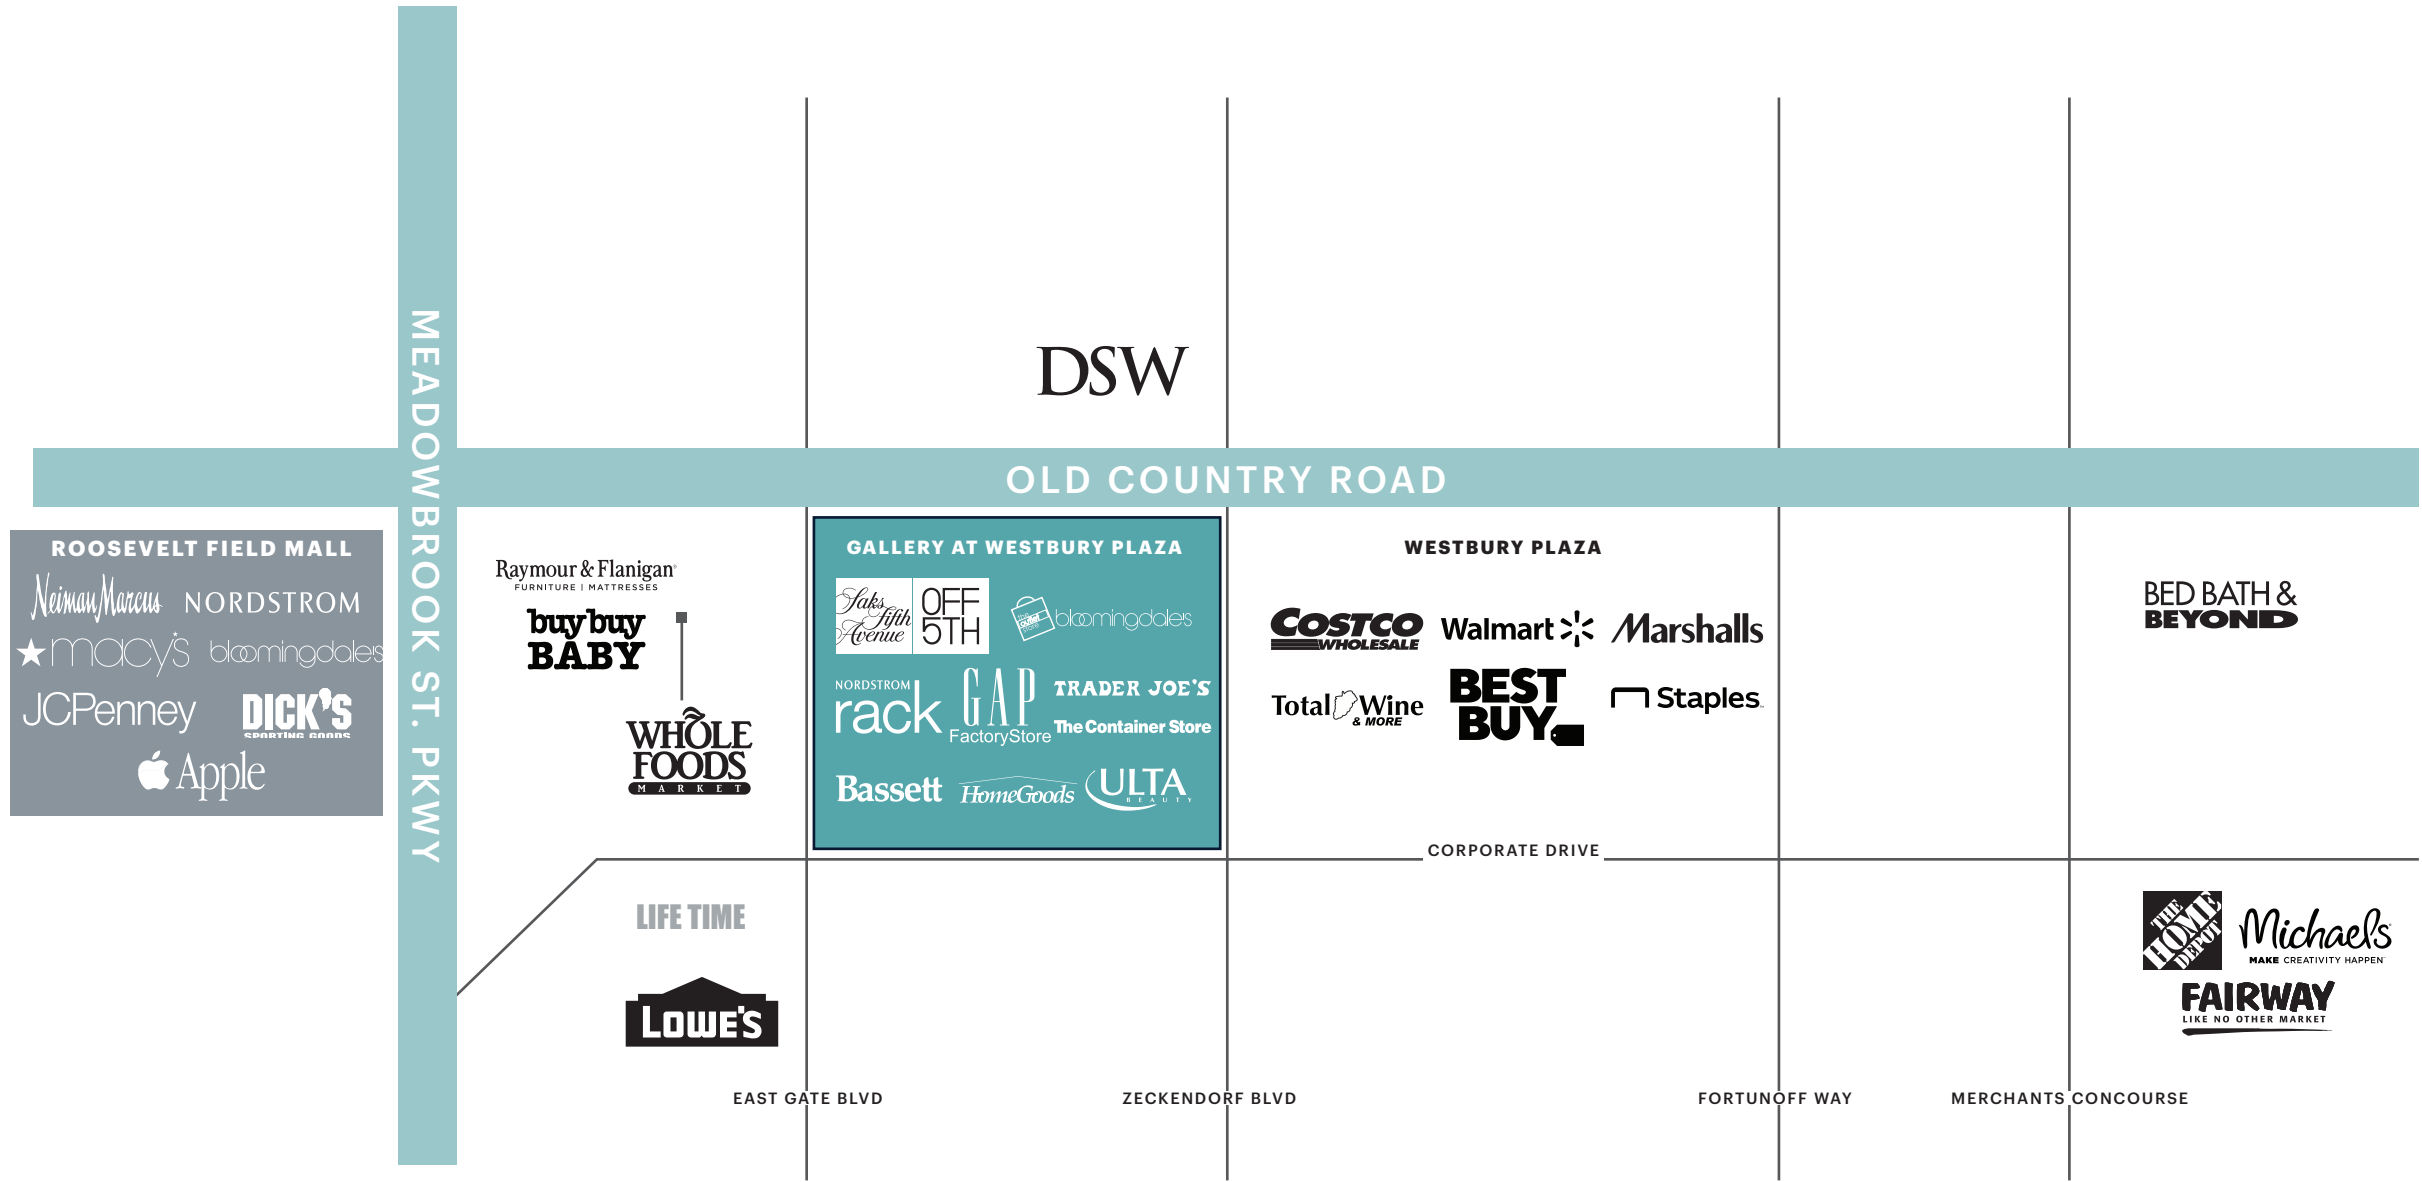 MEADOWBROOK ST. PKWY
DSW
OLD COUNTRY ROAD
ROOSEVELT FIELD MALL
Neiman Marcus NORDSTROM
macy's bloomingdale's
JCPenney DICK'S
SPORTING GOODS
Apple
Raymour & Flanigan
FURNITURE | MATTRESSES
buy buy
BABY
WHOLE
FOODS
MARKET
GALLERY AT WESTBURY PLAZA
Saks
Fifth
Avenue
OFF
5TH
the
outlet
store
bloomingdale's
NORDSTROM
rack
GAP
FactoryStore
TRADER JOE'S
The Container Store
Bassett HomeGoods ULTA
BEAUTY
WESTBURY PLAZA
COSTCO
WHOLESALE
Walmart Marshalls
Total Wine
& MORE
BEST
BUY
Staples
BED BATH &
BEYOND
CORPORATE DRIVE
LIFE TIME
LOWE'S
THE
HOME
DEPOT
Michaels
MAKE CREATIVITY HAPPEN
FAIRWAY
LIKE NO OTHER MARKET
EAST GATE BLVD ZECKENDORF BLVD FORTUNOFF WAY MERCHANTS CONCOURSE